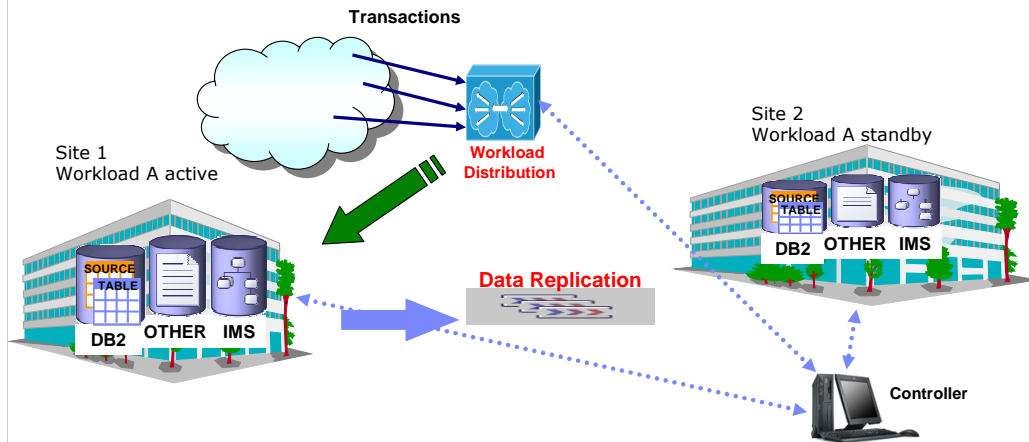 Transactions
Workload
Distribution
Site 1
Workload A active
Site 2
Workload A standby
SOURCE
TABLE
DB2
OTHER
IMS
SOURCE
TABLE
DB2
OTHER
IMS
Data Replication
Controller